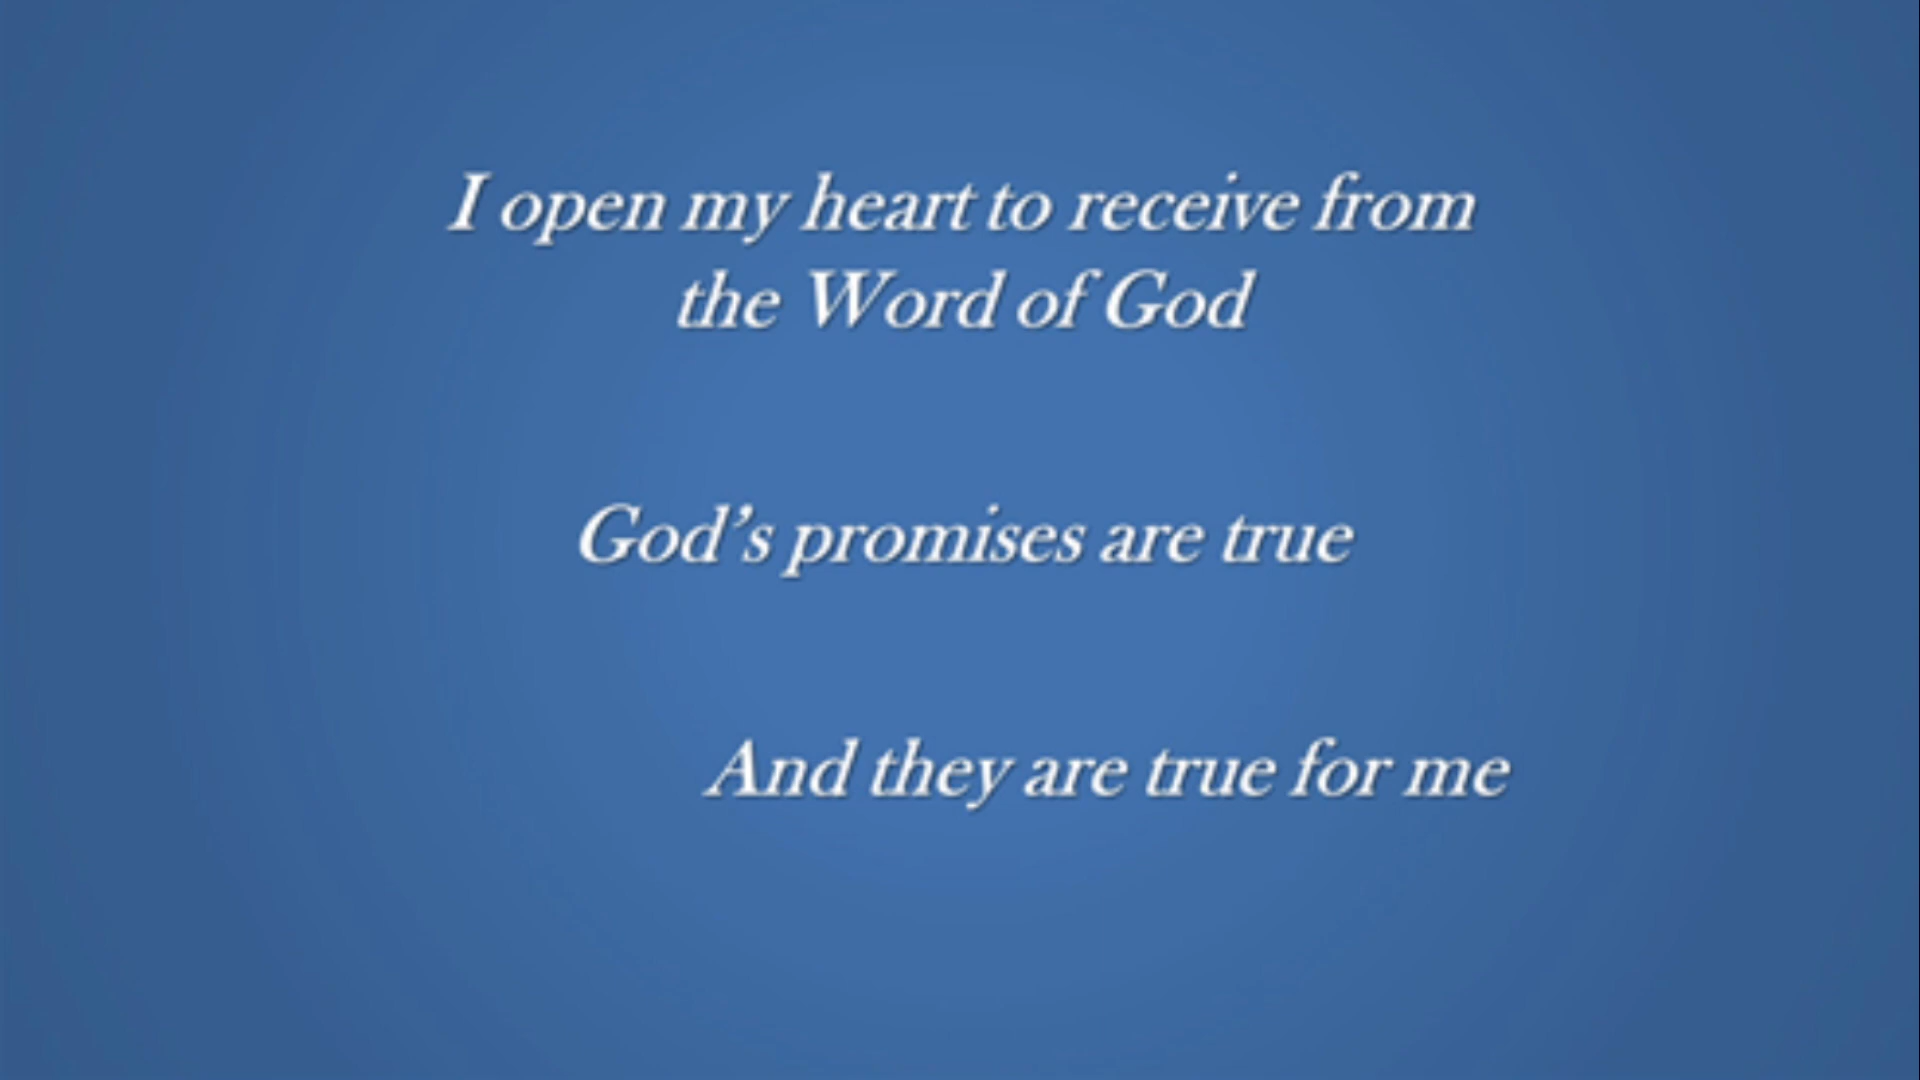 I open my heart to receive from
the Word of God
God’s promises are true
And they are true for me